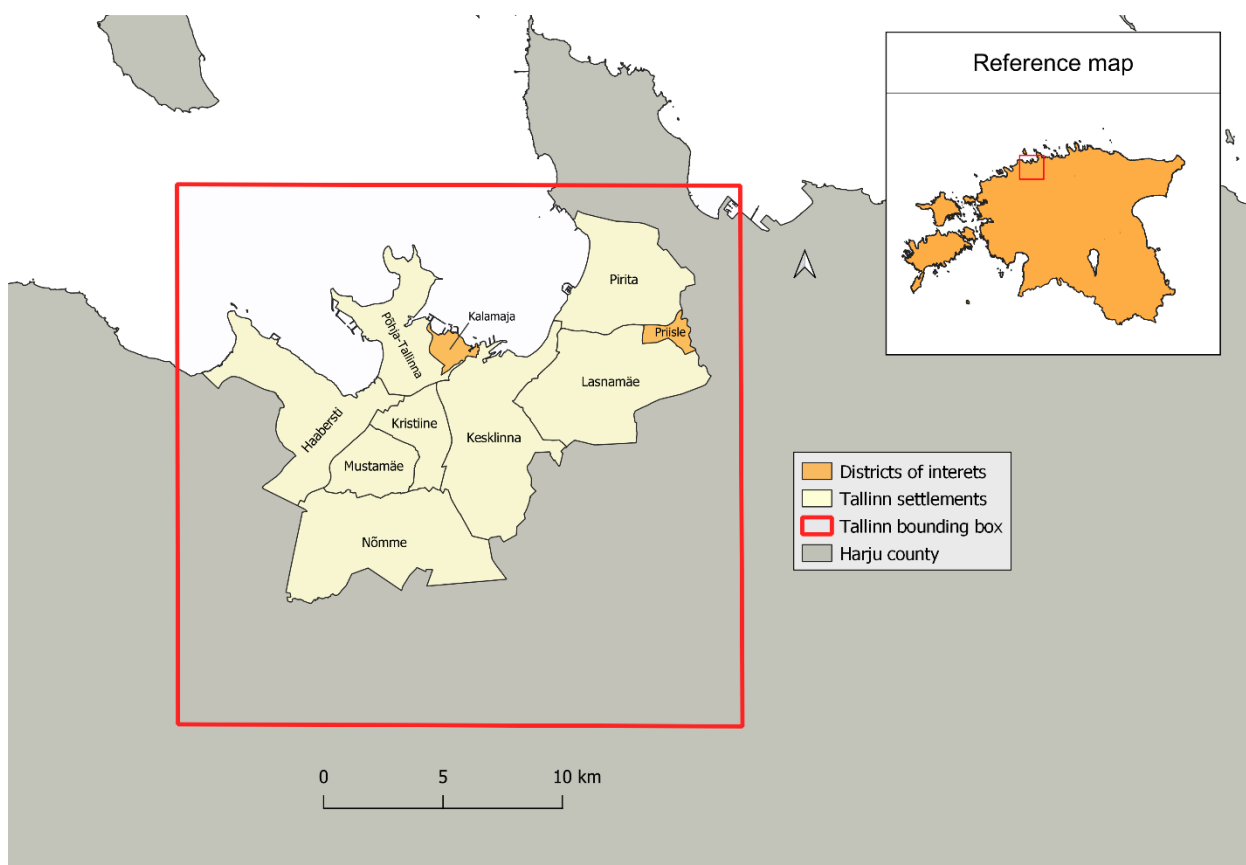 Reference map
Pirita
Kalamaja
Põhja-Tallinna
Priisle
Lasnamäe
Haabersti
Kristiine
Kesklinna
Mustamäe
Nõmme
Districts of interets
Tallinn settlements
Tallinn bounding box
Harju county
0 5 10 km